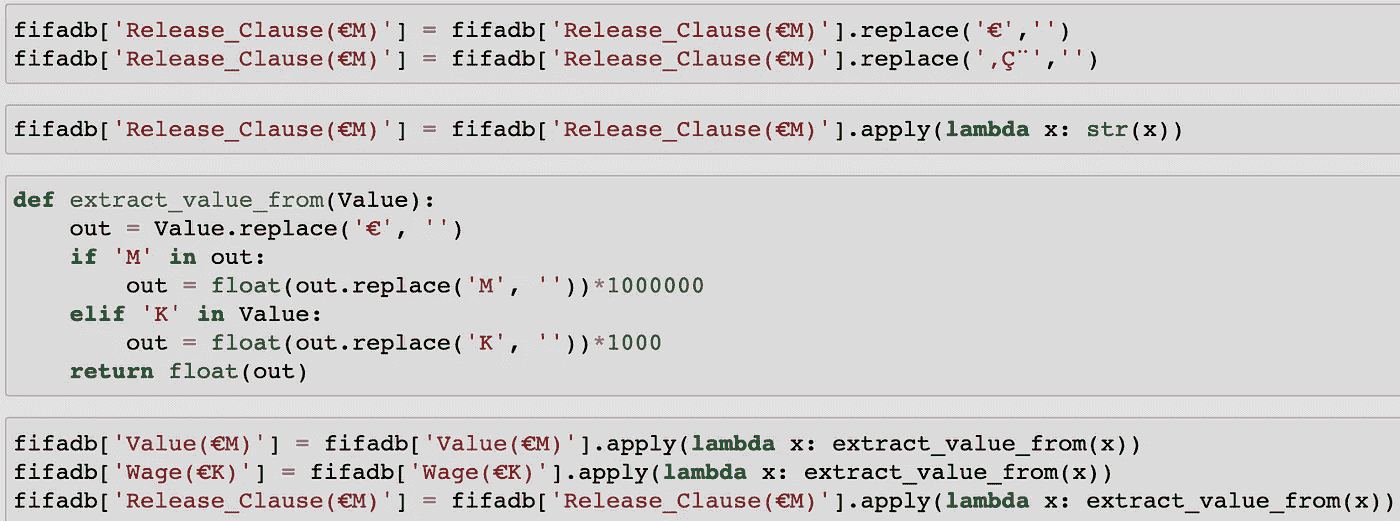 fifadb['Release_Clause(€M)'] = fifadb['Release_Clause(€M)'].replace('€','')
fifadb['Release_Clause(€M)'] = fifadb['Release_Clause(€M)'].replace('‚Ç¨','')
fifadb['Release_Clause(€M)'] = fifadb['Release_Clause(€M)'].apply(lambda x: str(x))
def extract_value_from(Value):
    out = Value.replace('€', '')
    if 'M' in out:
        out = float(out.replace('M', ''))*1000000
    elif 'K' in Value:
        out = float(out.replace('K', ''))*1000
    return float(out)
fifadb['Value(€M)'] = fifadb['Value(€M)'].apply(lambda x: extract_value_from(x))
fifadb['Wage(€K)'] = fifadb['Wage(€K)'].apply(lambda x: extract_value_from(x))
fifadb['Release_Clause(€M)'] = fifadb['Release_Clause(€M)'].apply(lambda x: extract_value_from(x))